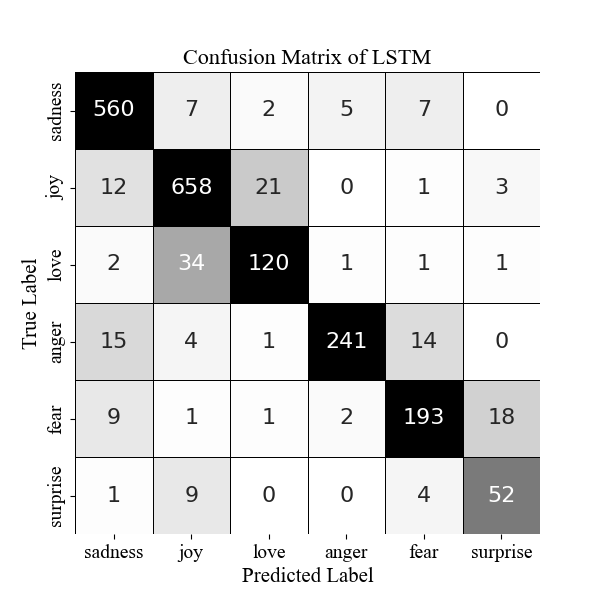 Confusion Matrix of LSTM
sadness 560 7 2 5 7 0
joy 12 658 21 0 1 3
love 2 34 120 1 1 1
anger 15 4 1 241 14 0
fear 9 1 1 2 193 18
surprise 1 9 0 0 4 52
True Label
sadness joy love anger fear surprise
Predicted Label